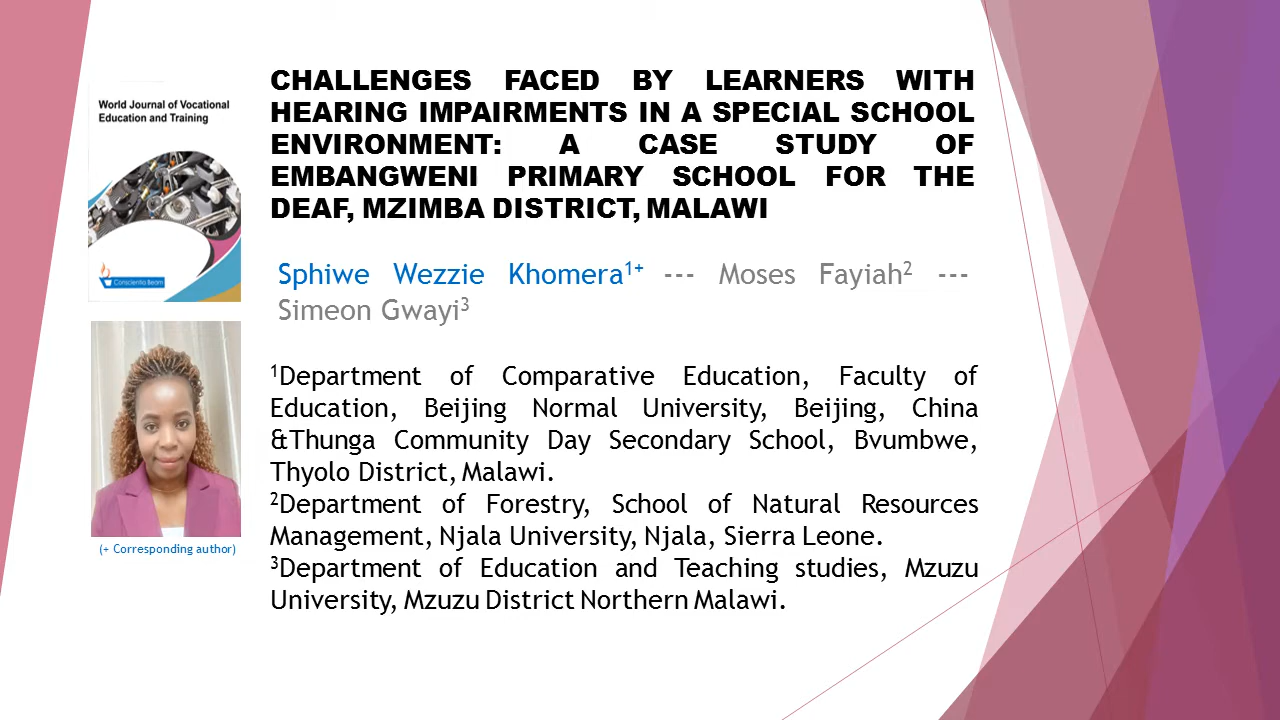 World Journal of Vocational
Education and Training
Conscientia Beam
(+ Corresponding author)
CHALLENGES FACED BY LEARNERS WITH
HEARING IMPAIRMENTS IN A SPECIAL SCHOOL
ENVIRONMENT: A CASE STUDY OF
EMBANGWENI PRIMARY SCHOOL FOR THE
DEAF, MZIMBA DISTRICT, MALAWI
Sphiwe Wezzie Khomera¹⁺ --- Moses Fayiah² ---
Simeon Gwayi³
¹Department of Comparative Education, Faculty of
Education, Beijing Normal University, Beijing, China
&Thunga Community Day Secondary School, Bvumbwe,
Thyolo District, Malawi.
²Department of Forestry, School of Natural Resources
Management, Njala University, Njala, Sierra Leone.
³Department of Education and Teaching studies, Mzuzu
University, Mzuzu District Northern Malawi.